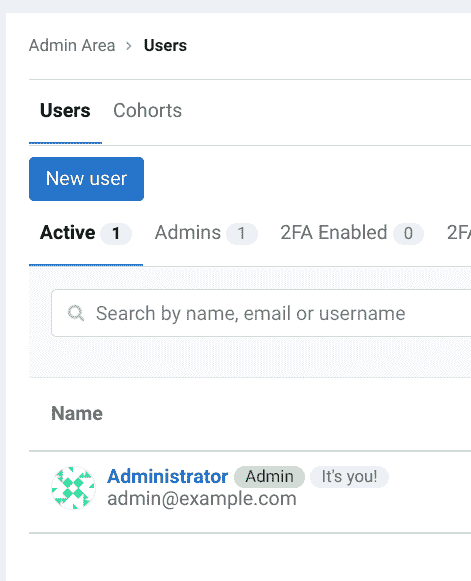 Admin Area > Users
Users Cohorts
New user
Active 1 Admins 1 2FA Enabled 0 2FA
Search by name, email or username
Name
Administrator Admin It's you!
admin@example.com